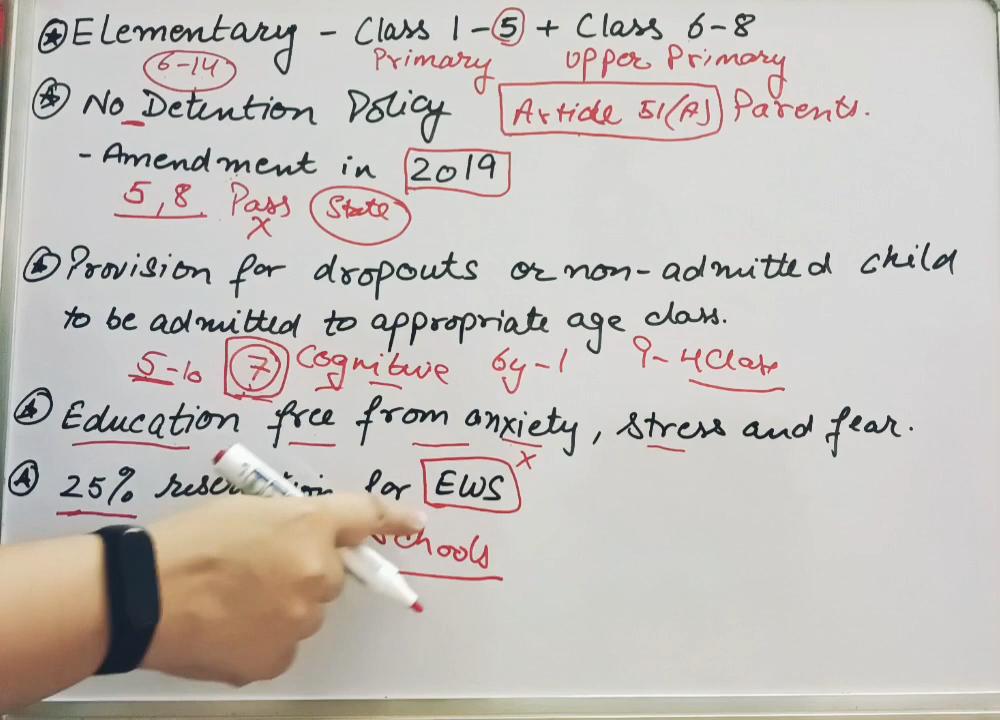 Elementary - Class 1-5 + Class 6-8
6-14 Primary Upper Primary
No Detention Policy Article 51(A) Parents.
- Amendment in 2019
5,8 Pass State
x
Provision for dropouts or non-admitted child
to be admitted to appropriate age class.
5-10 7 Cognitive 6y-1 9-4Class
Education free from anxiety, stress and fear.
x
25% for EWS
schools